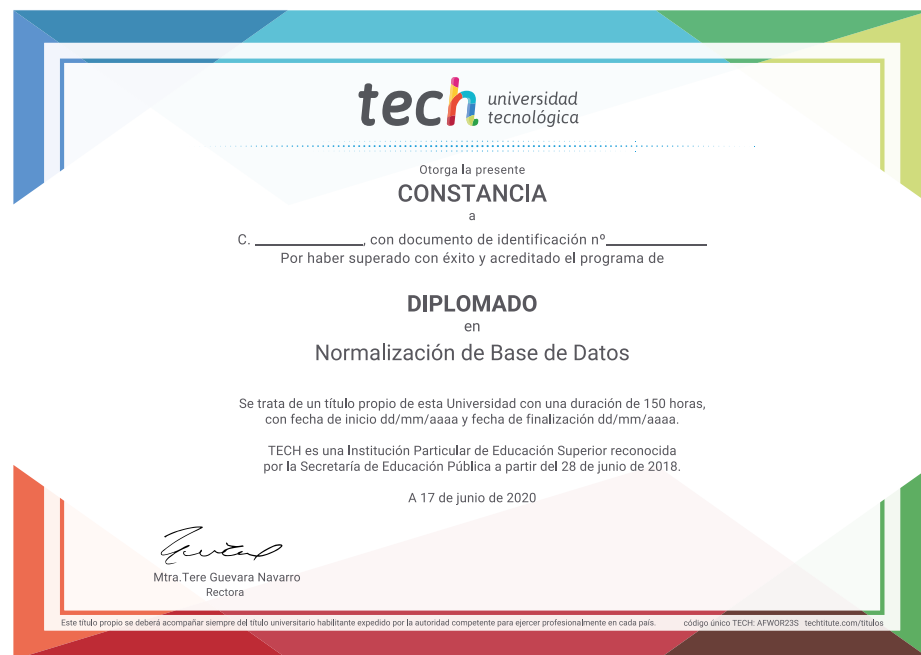 tech universidad
tecnológica
Otorga la presente
CONSTANCIA
a
C. ____________, con documento de identificación nº____________
Por haber superado con éxito y acreditado el programa de
DIPLOMADO
en
Normalización de Base de Datos
Se trata de un título propio de esta Universidad con una duración de 150 horas,
con fecha de inicio dd/mm/aaaa y fecha de finalización dd/mm/aaaa.
TECH es una Institución Particular de Educación Superior reconocida
por la Secretaría de Educación Pública a partir del 28 de junio de 2018.
A 17 de junio de 2020
Mtra.Tere Guevara Navarro
Rectora
Este título propio se deberá acompañar siempre del título universitario habilitante expedido por la autoridad competente para ejercer profesionalmente en cada país. código único TECH: AFWOR23S techtitute.com/titulos